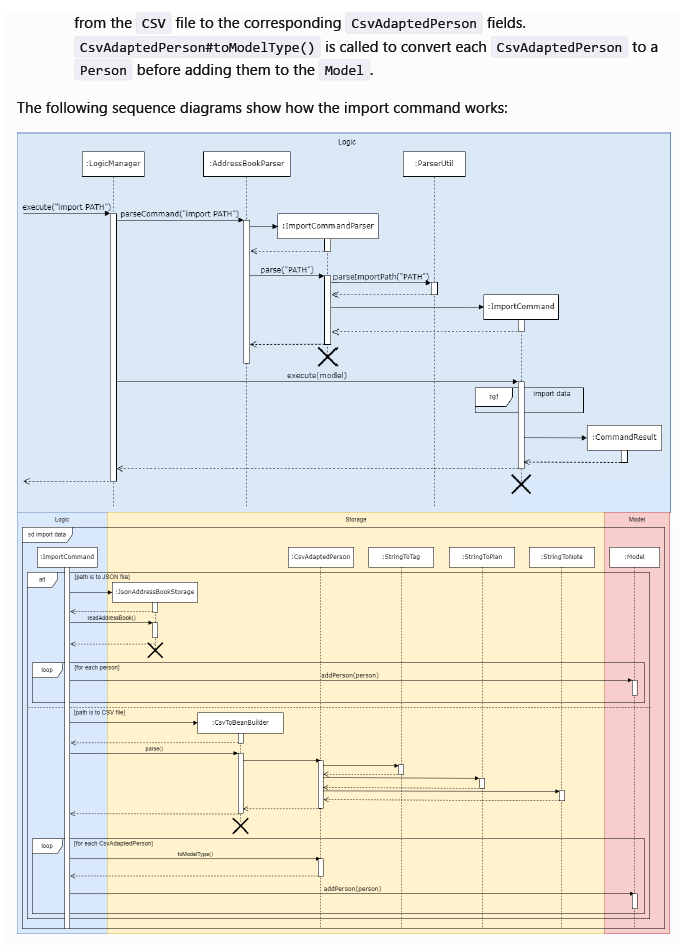 from the CSV file to the corresponding CsvAdaptedPerson fields.
CsvAdaptedPerson#toModelType() is called to convert each CsvAdaptedPerson to a
Person before adding them to the Model .
The following sequence diagrams show how the import command works:
Logic
:LogicManager
:AddressBookParser
:ParserUtil
execute("import PATH")
parseCommand("import PATH")
:ImportCommandParser
parse("PATH")
parseImportPath("PATH")
:ImportCommand
execute(model)
ref
import data
:CommandResult
Logic
Storage
Model
sd import data
:ImportCommand
:CsvAdaptedPerson
:StringToTag
:StringToPlan
:StringToNote
:Model
alt
[path is to JSON file]
:JsonAddressBookStorage
readAddressBook()
loop
[for each person]
addPerson(person)
[path is to CSV file]
:CsvToBeanBuilder
parse()
loop
[for each CsvAdaptedPerson]
toModelType()
addPerson(person)